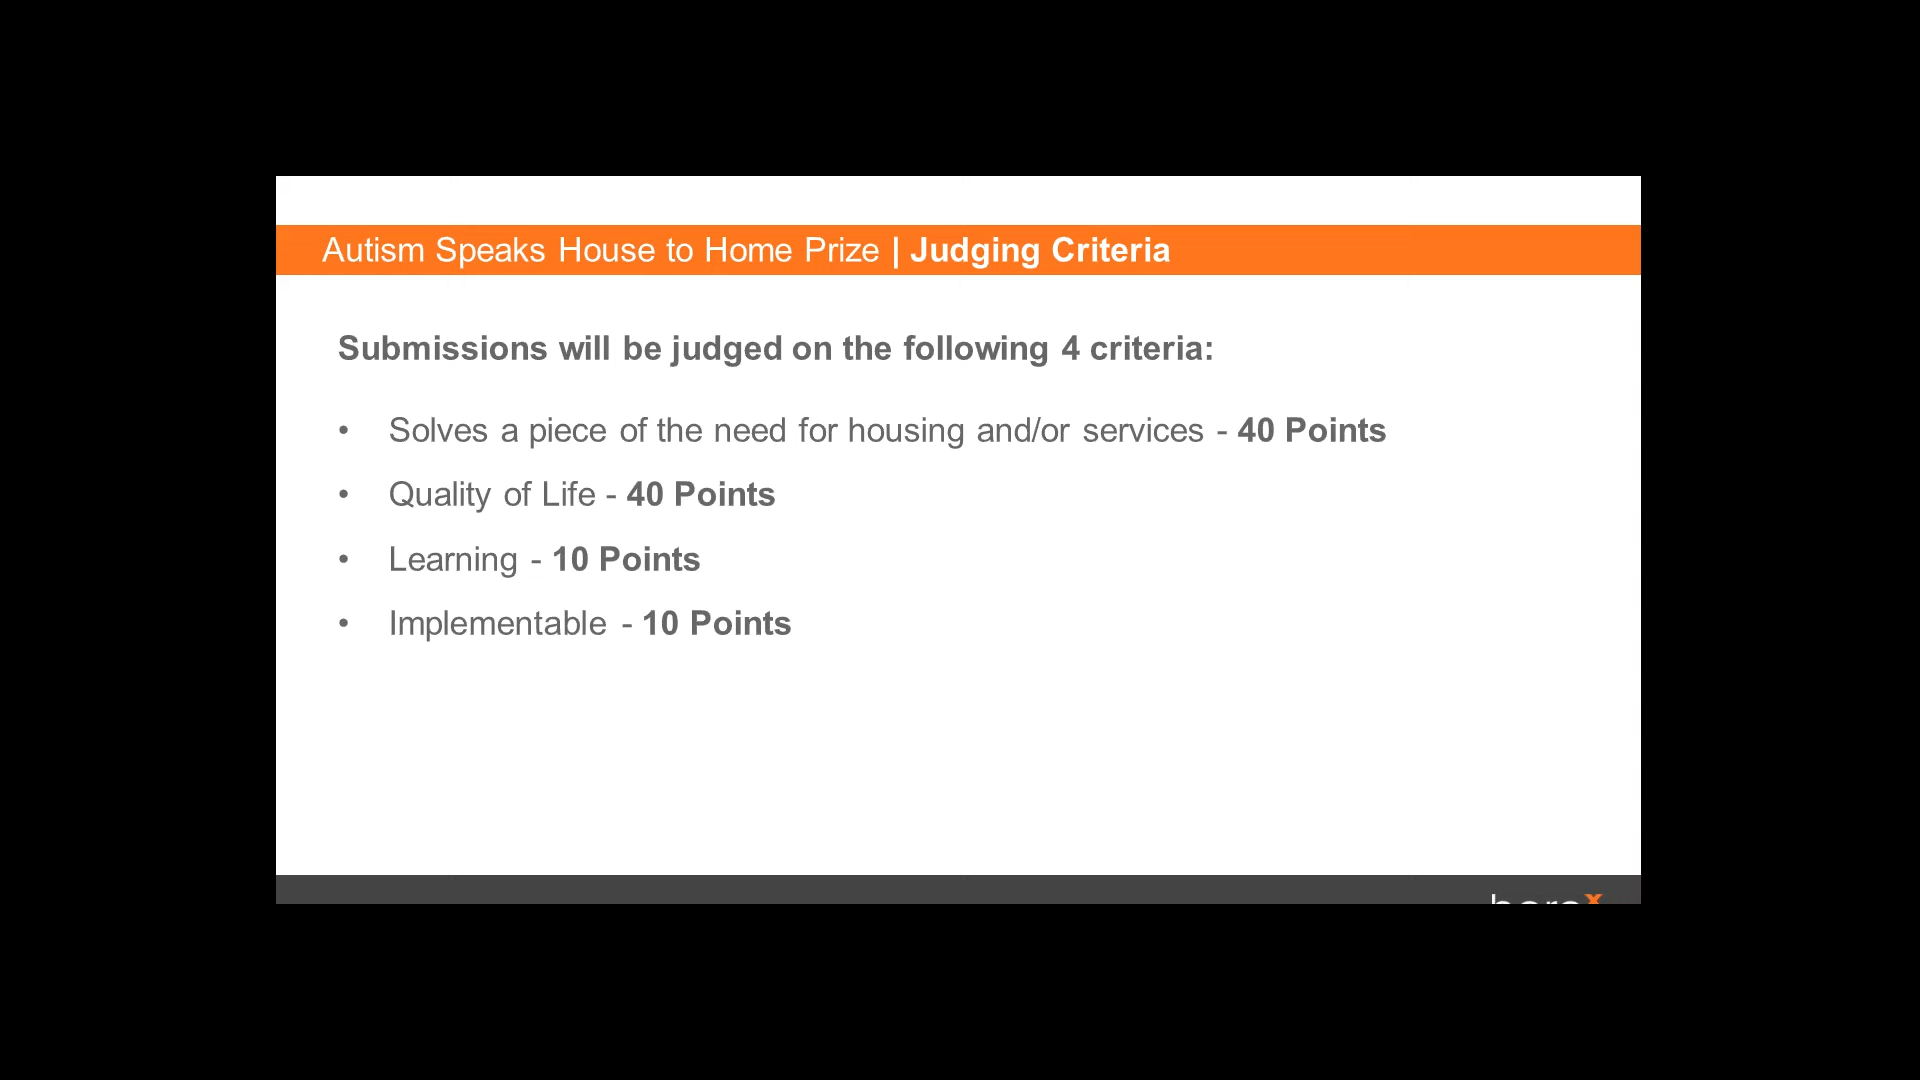 Autism Speaks House to Home Prize | Judging Criteria
Submissions will be judged on the following 4 criteria:
• Solves a piece of the need for housing and/or services - 40 Points
• Quality of Life - 40 Points
• Learning - 10 Points
• Implementable - 10 Points